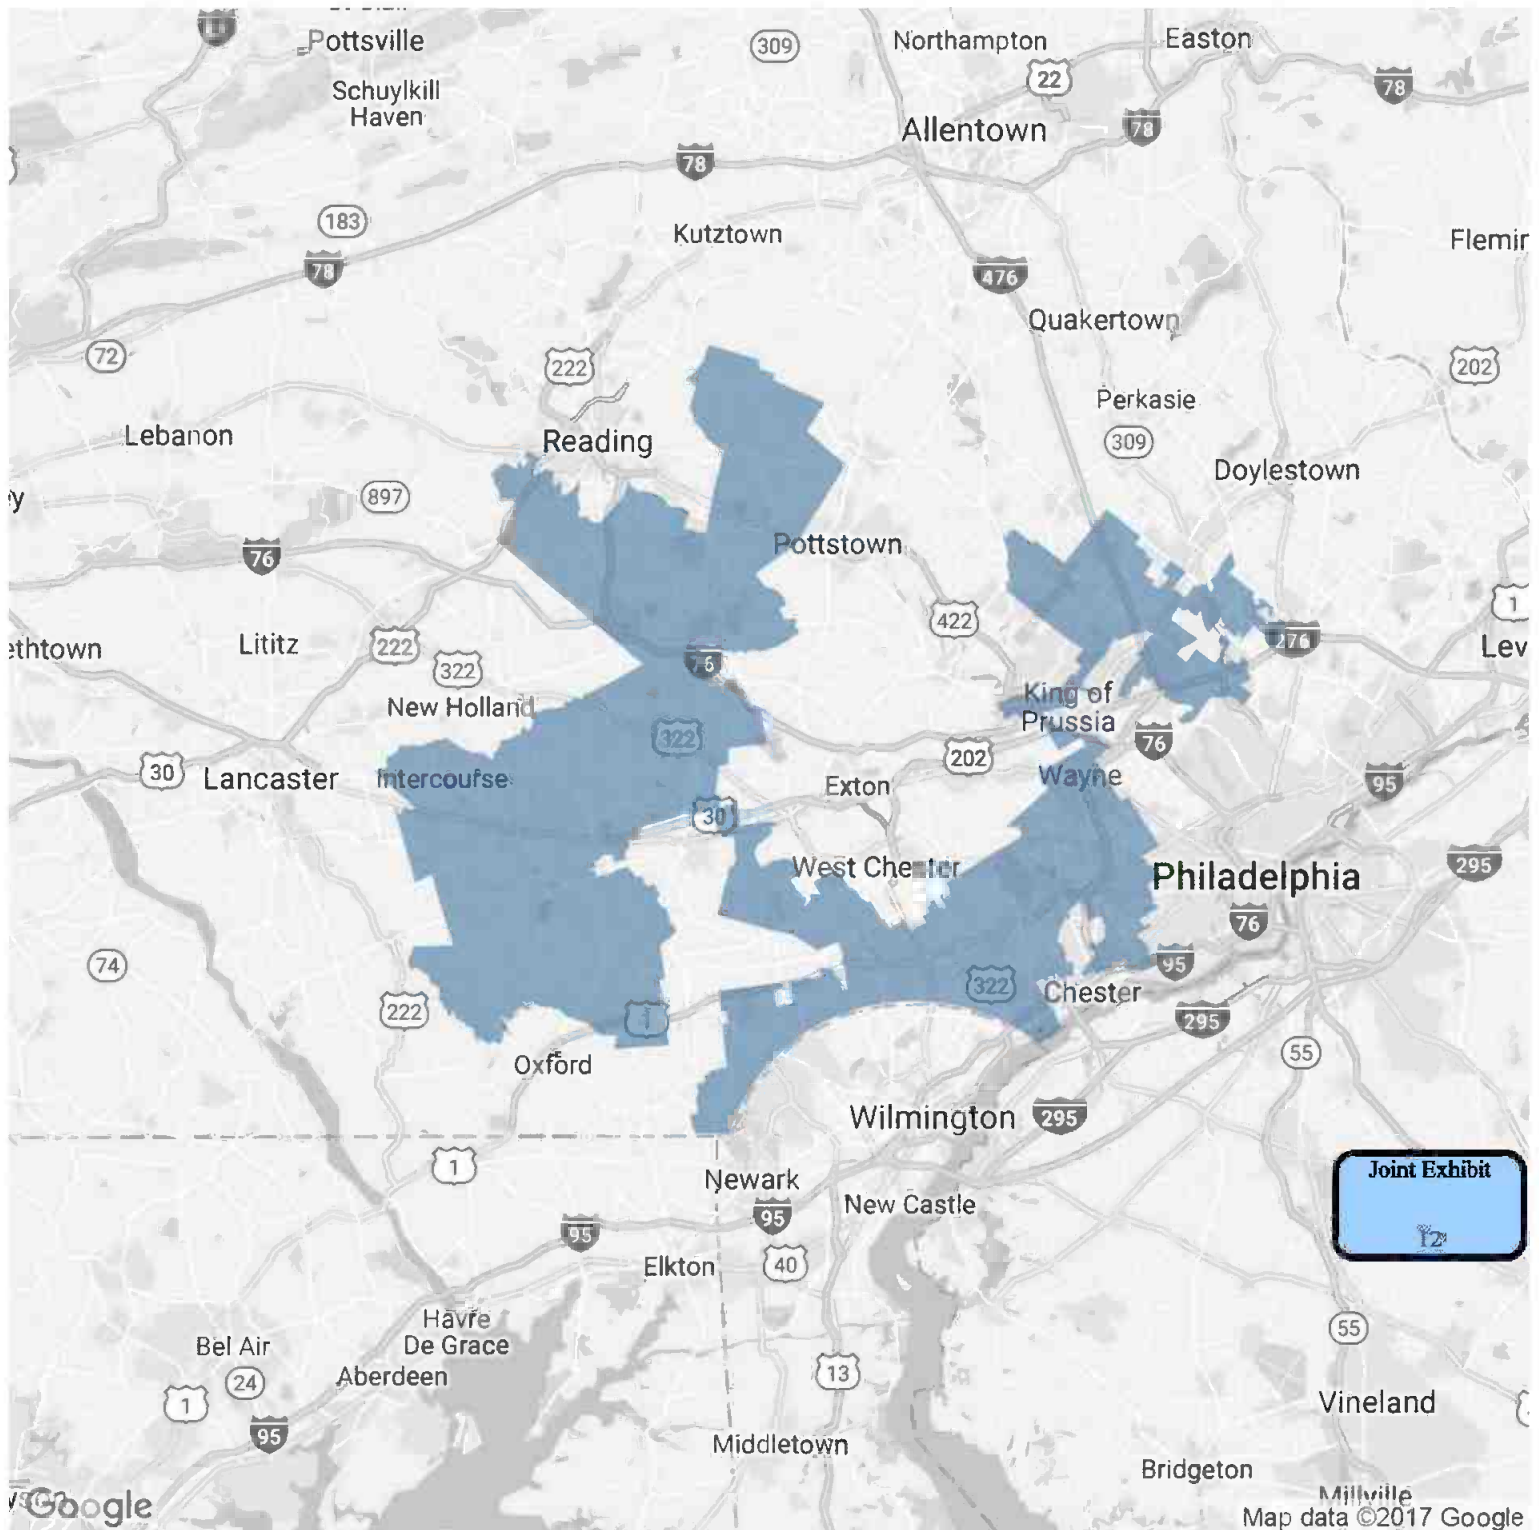 Pottsville
309
Northampton
Easton
22
78
Schuylkill
Haven
Allentown
78
78
183
Kutztown
Flemir
78
476
Quakertown
72
222
202
Perkasie
Lebanon
Reading
309
Doylestown
897
76
Pottstown
422
1
ethtown
Lititz
222
276
Lev
322
76
New Holland
King of
Prussia
322
76
30
Lancaster
Intercourse
202
Wayne
95
Exton
30
West Chester
Philadelphia
295
76
74
95
322
Chester
222
1
295
Oxford
55
Wilmington
295
1
Newark
Joint Exhibit
12
95
New Castle
95
Elkton
40
Havre
De Grace
Bel Air
55
24
Aberdeen
13
1
Vineland
95
Middletown
Bridgeton
Google
Millville
Map data ©2017 Google